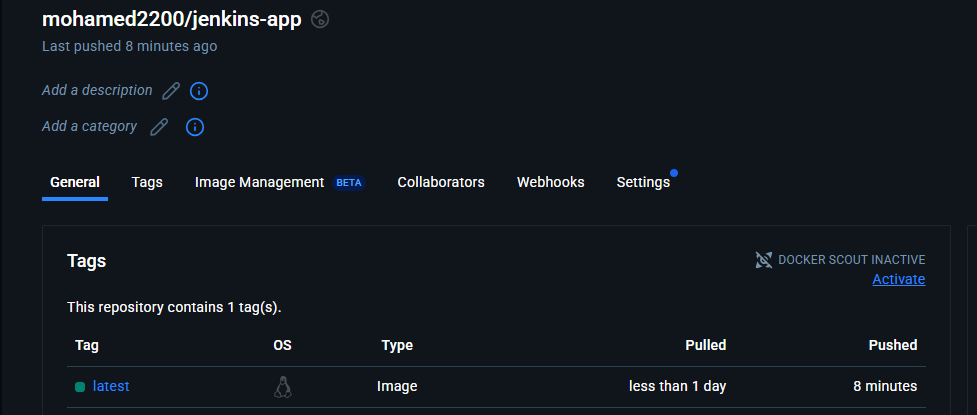 mohamed2200/jenkins-app
Last pushed 8 minutes ago
Add a description
Add a category
General Tags Image Management BETA Collaborators Webhooks Settings
Tags
DOCKER SCOUT INACTIVE
Activate
This repository contains 1 tag(s).
Tag OS Type Pulled Pushed
latest Image less than 1 day 8 minutes